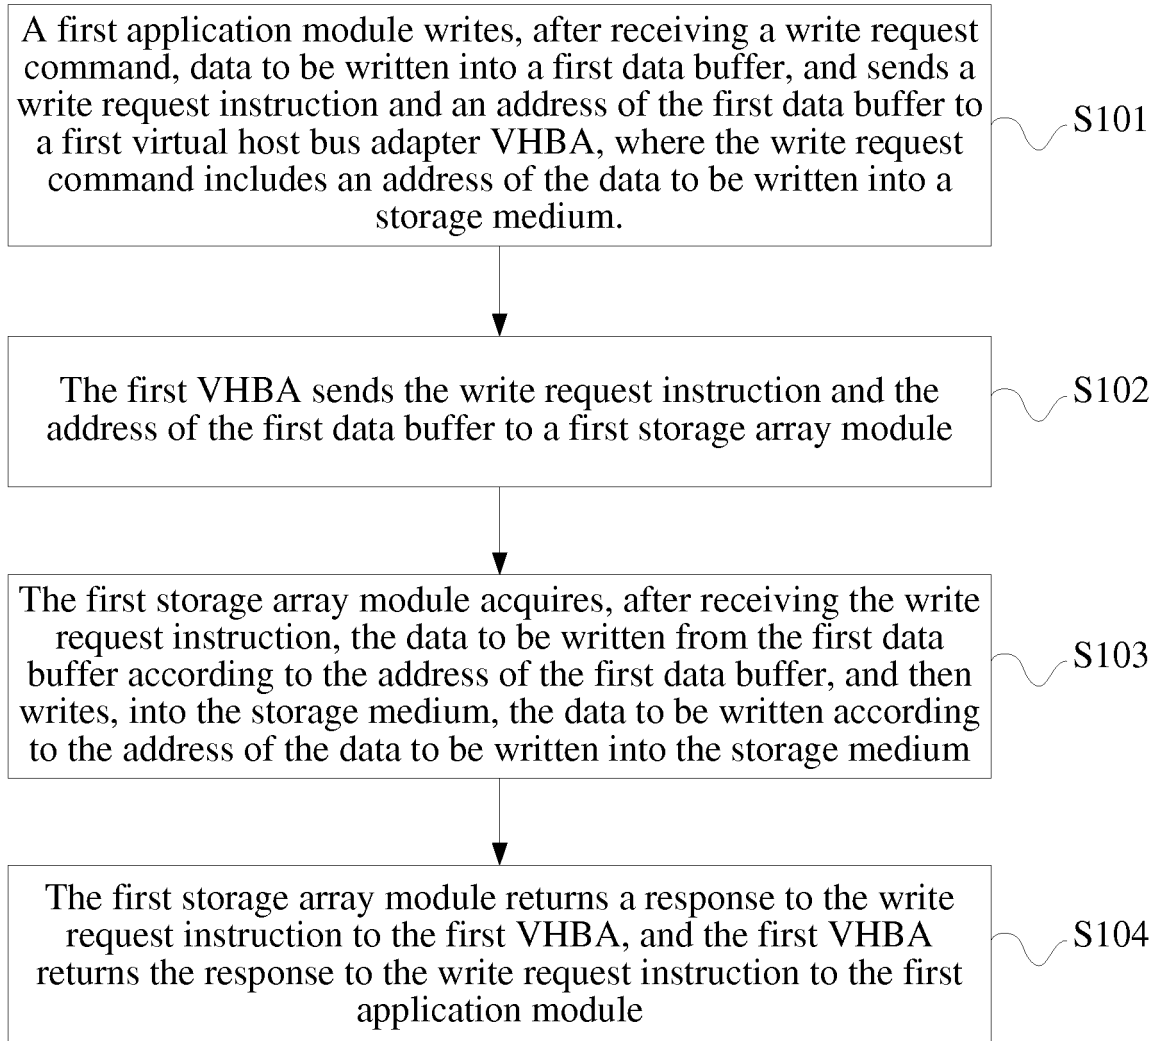 A first application module writes, after receiving a write request
command, data to be written into a first data buffer, and sends a
write request instruction and an address of the first data buffer to
a first virtual host bus adapter VHBA, where the write request
command includes an address of the data to be written into a
storage medium.
S101
The first VHBA sends the write request instruction and the
address of the first data buffer to a first storage array module
S102
The first storage array module acquires, after receiving the write
request instruction, the data to be written from the first data
buffer according to the address of the first data buffer, and then
writes, into the storage medium, the data to be written according
to the address of the data to be written into the storage medium
S103
The first storage array module returns a response to the write
request instruction to the first VHBA, and the first VHBA
returns the response to the write request instruction to the first
application module
S104